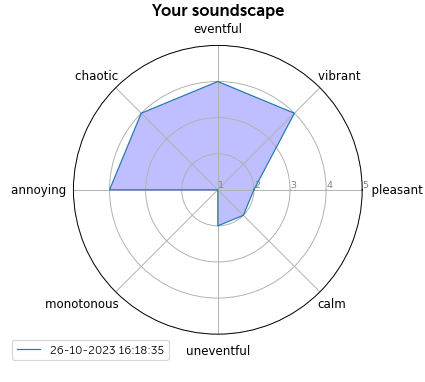 Your soundscape
eventful
chaotic
vibrant
annoying
1 2 3 4 5
pleasant
monotonous
calm
uneventful
26-10-2023 16:18:35